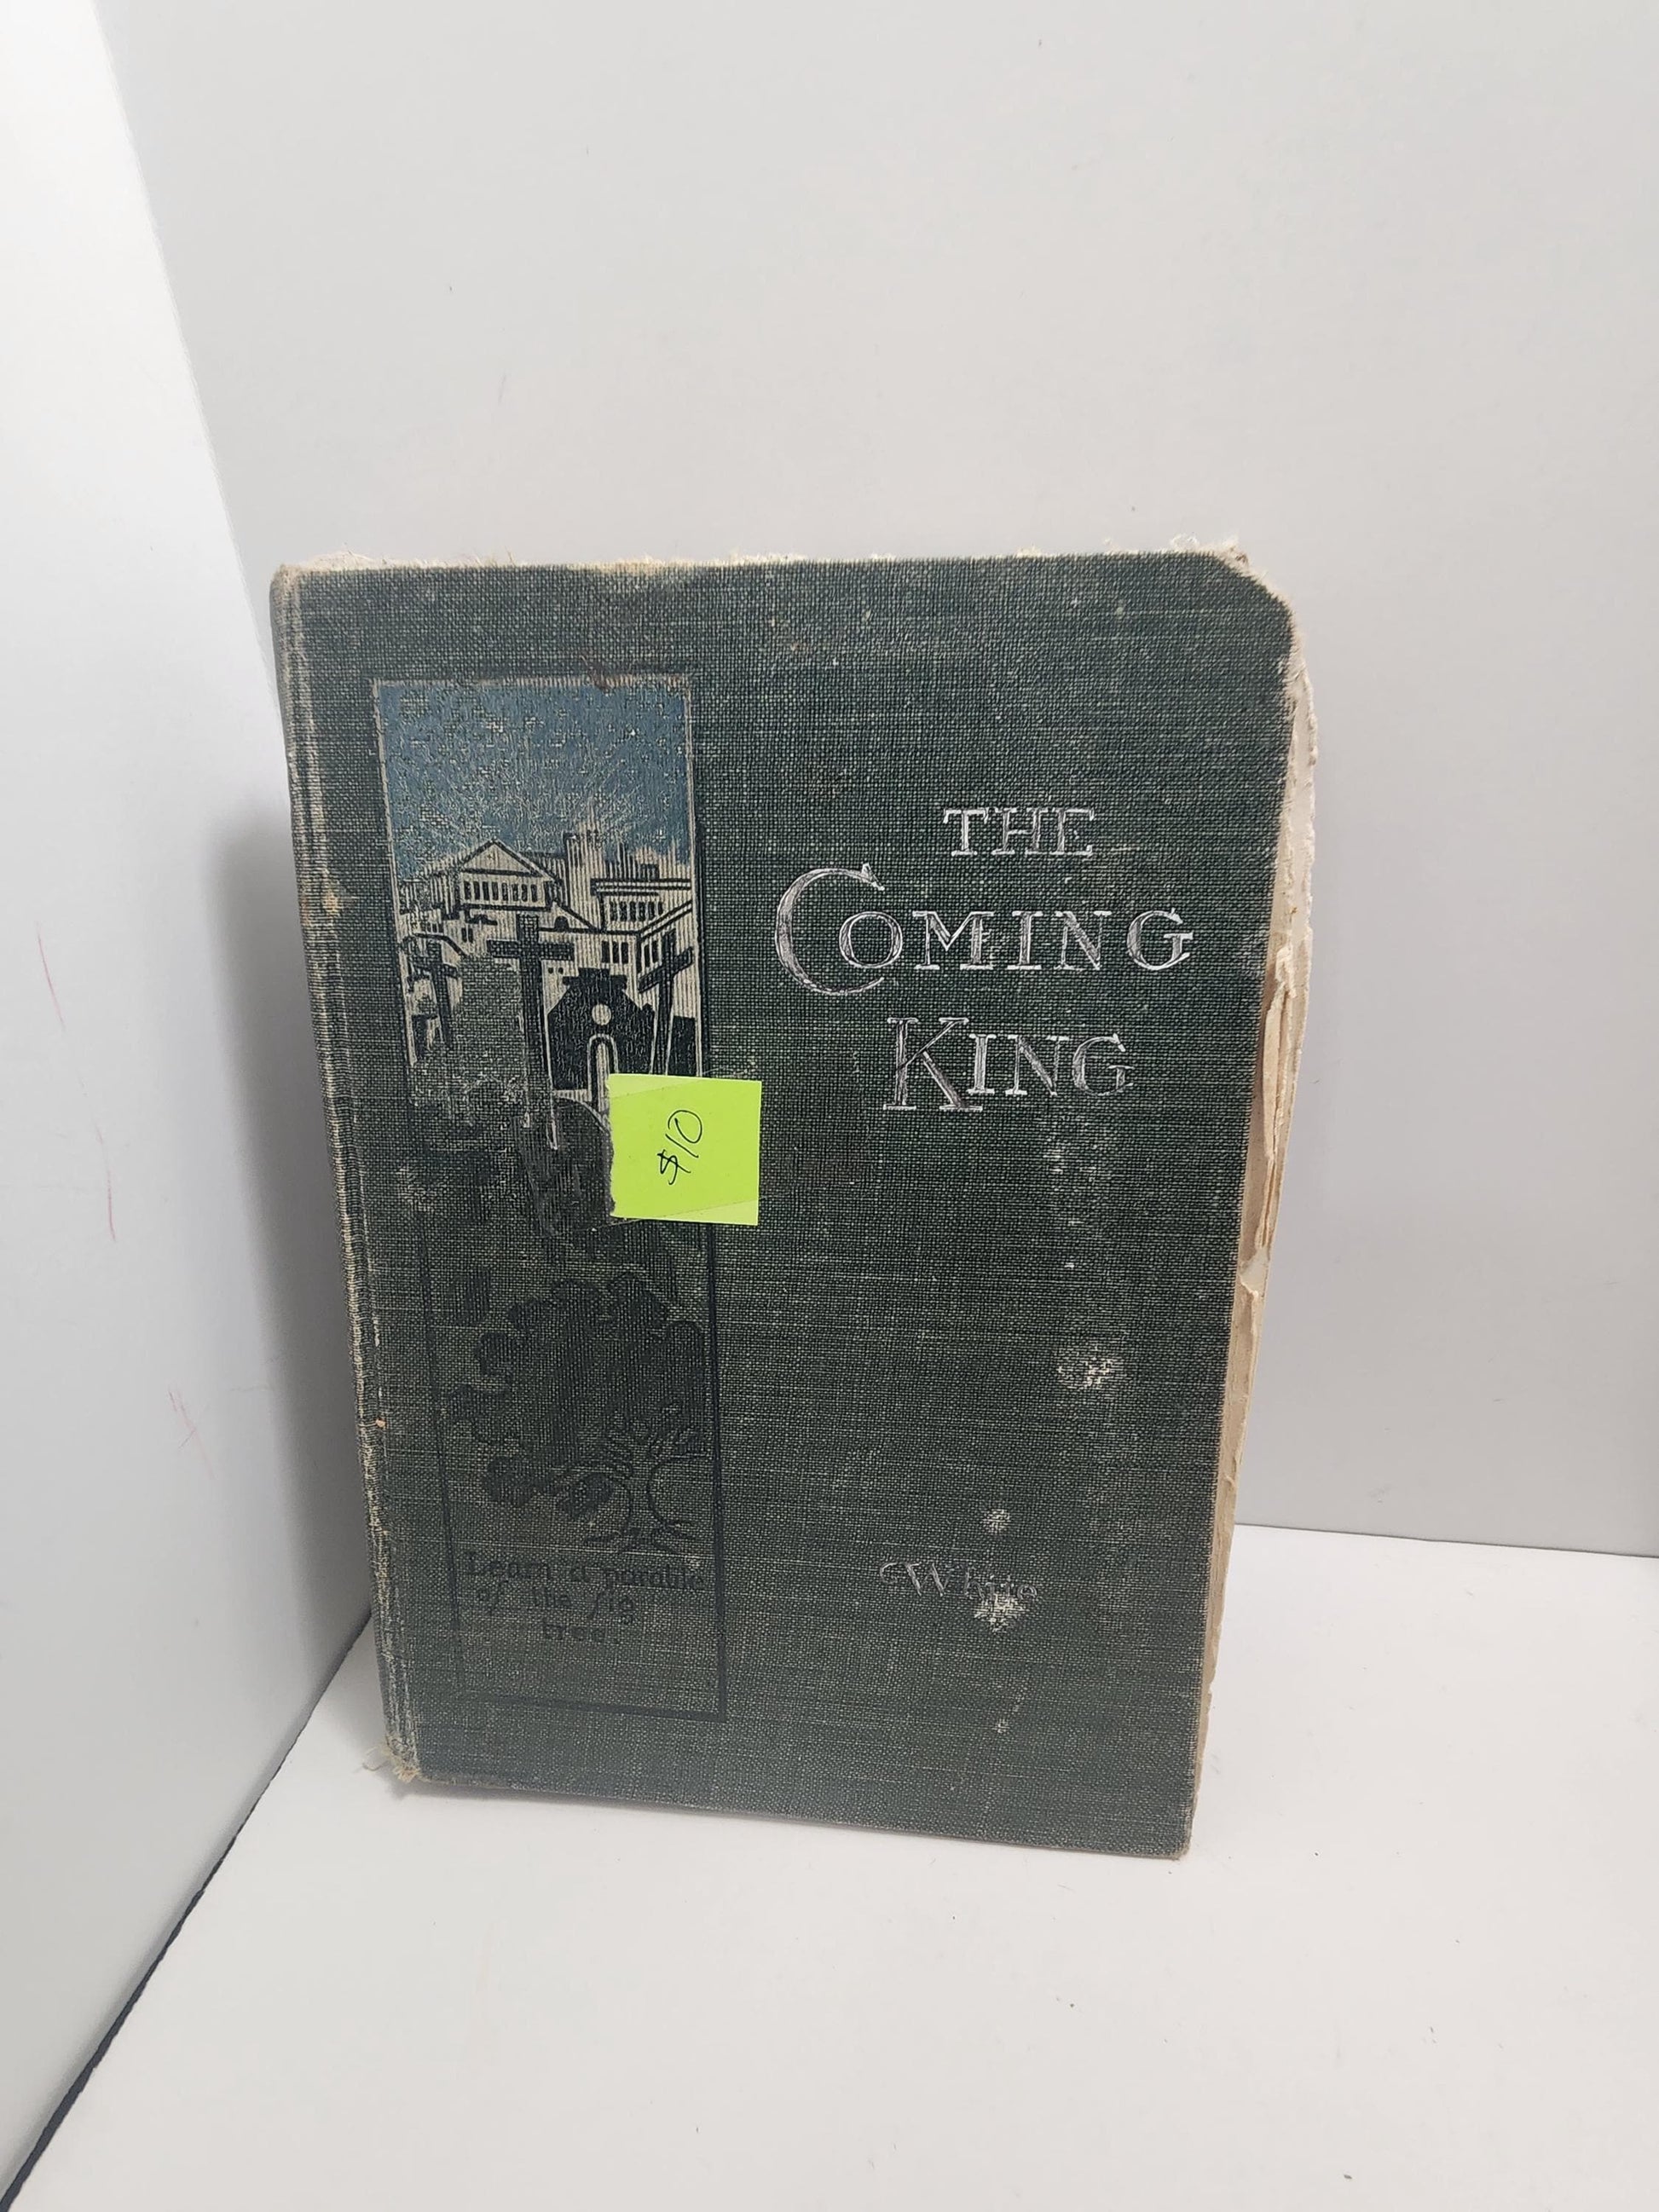 THE
COMING
KING
$10
Learn a parable
of the fig
tree.
White